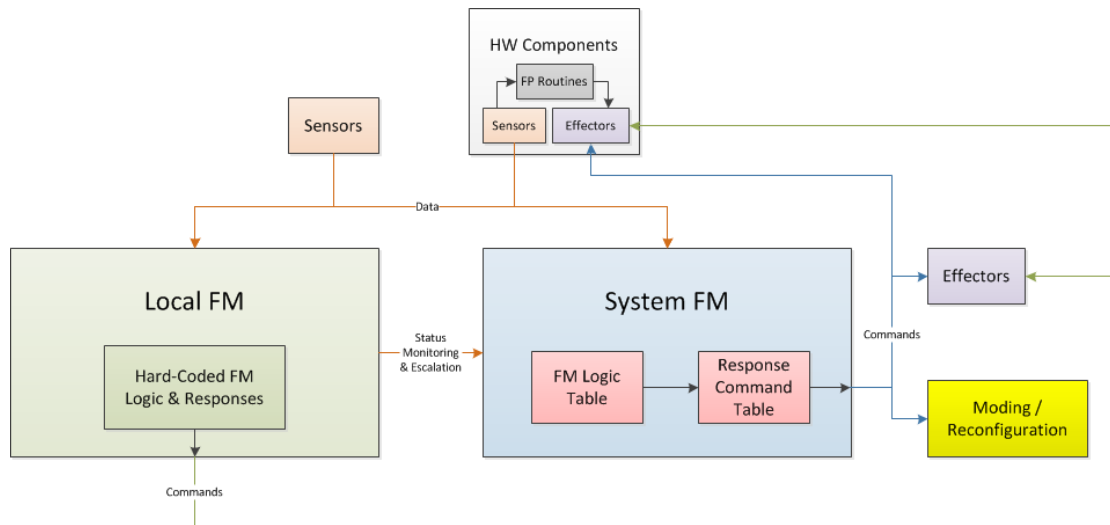 HW Components
FP Routines
Sensors
Sensors
Effectors
Data
Local FM
System FM
Effectors
Hard-Coded FM
Logic & Responses
Status
Monitoring
& Escalation
FM Logic
Table
Response
Command
Table
Commands
Moding /
Reconfiguration
Commands